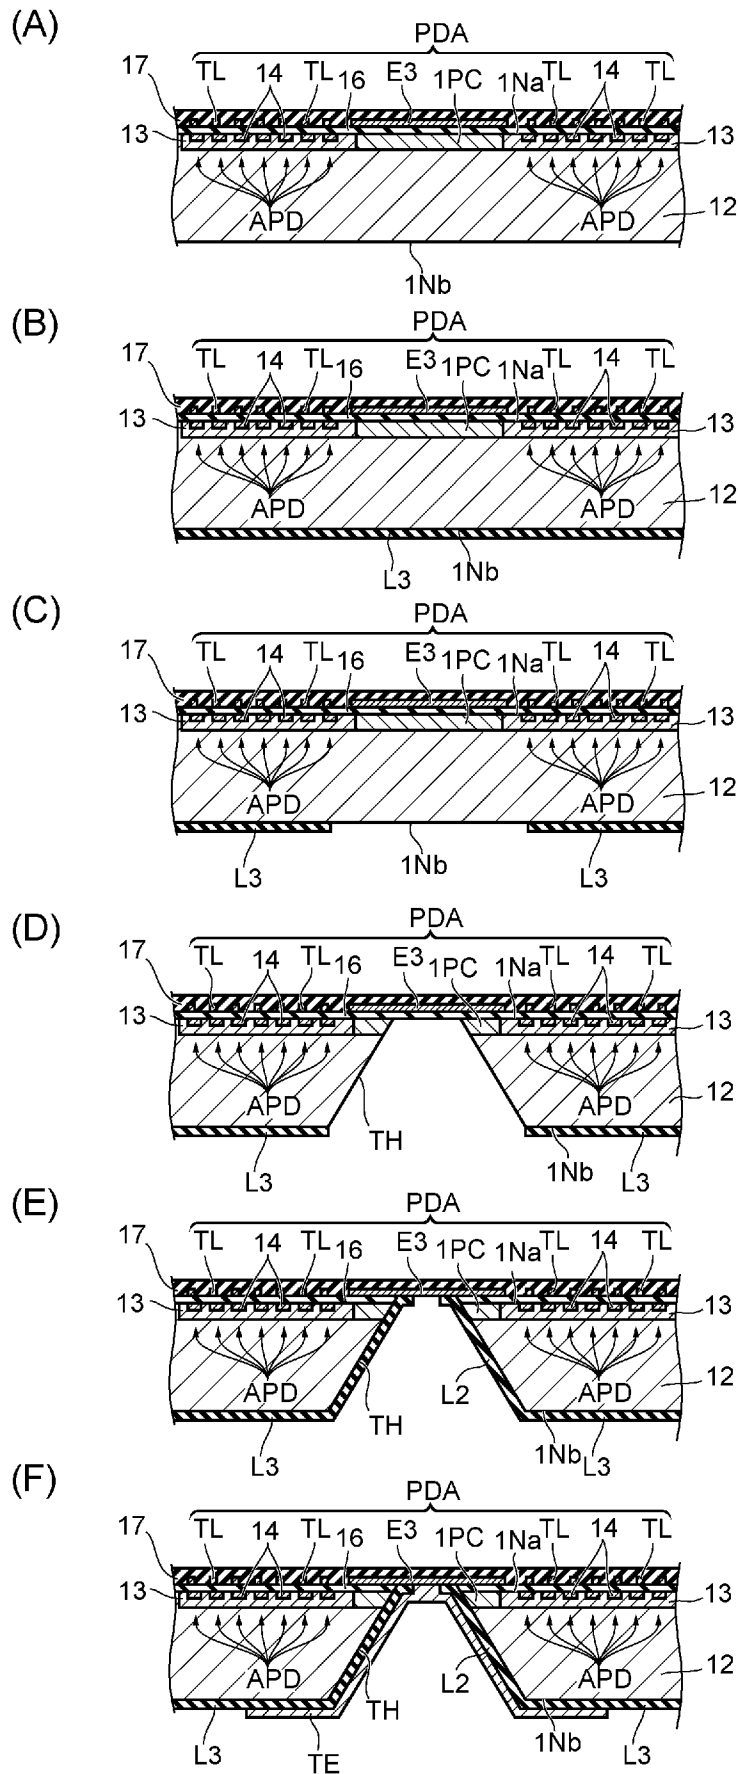 (A)
PDA
17 TL 14 TL 16 E3 1PC 1Na TL 14 TL
13 13
APD APD 12
1Nb
(B)
PDA
17 TL 14 TL 16 E3 1PC 1Na TL 14 TL
13 13
APD APD 12
L3 1Nb
(C)
PDA
17 TL 14 TL 16 E3 1PC 1Na TL 14 TL
13 13
APD APD 12
L3 1Nb L3
(D)
PDA
17 TL 14 TL 16 E3 1PC 1Na TL 14 TL
13 13
APD APD 12
L3 TH 1Nb L3
(E)
PDA
17 TL 14 TL 16 E3 1PC 1Na TL 14 TL
13 13
APD TH L2 APD 12
L3 1Nb L3
(F)
PDA
17 TL 14 TL 16 E3 1PC 1Na TL 14 TL
13 13
APD TH L2 APD 12
L3 TE 1Nb L3